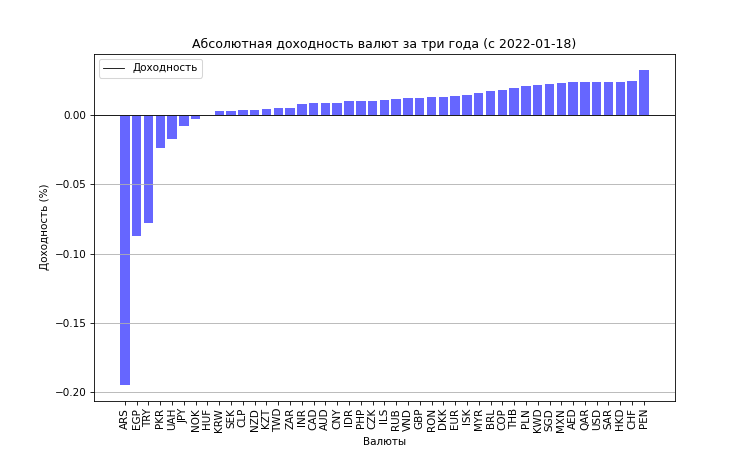 Абсолютная доходность валют за три года (с 2022-01-18)
Доходность
0.00
−0.05
−0.10
−0.15
−0.20
Доходность (%)
ARS EGP TRY PKR UAH JPY NOK HUF KRW SEK CLP NZD KZT TWD ZAR INR CAD AUD CNY IDR PHP CZK ILS RUB VND GBP RON DKK EUR ISK MYR BRL COP THB PLN KWD SGD MXN AED QAR USD SAR HKD CHF PEN
Валюты